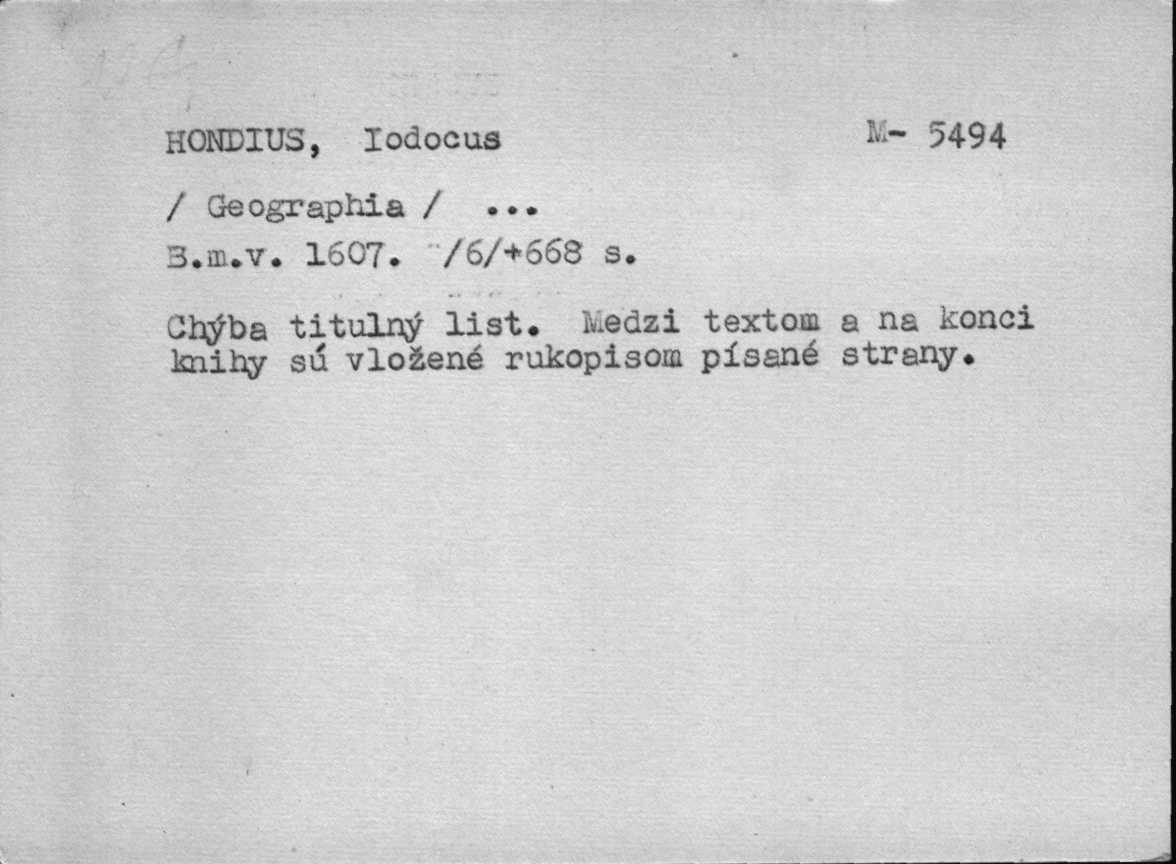 HONDIUS, Iodocus M- 5494
/ Geographia / ...
B.m.v. 1607. /6/+668 s.
Chýba titulný list. Medzi textom a na konci
knihy sú vložené rukopisom písané strany.